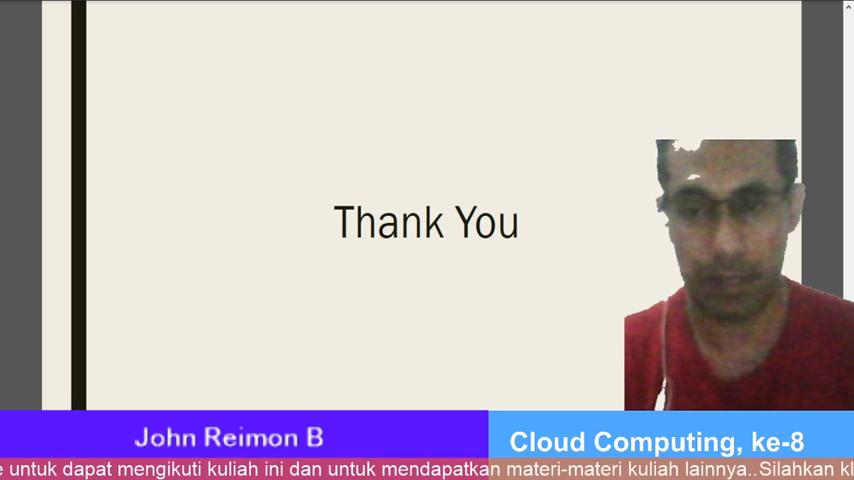 Thank You
John Reimon B
Cloud Computing, ke-8
untuk dapat mengikuti kuliah ini dan untuk mendapatkan materi-materi kuliah lainnya..Silahkan